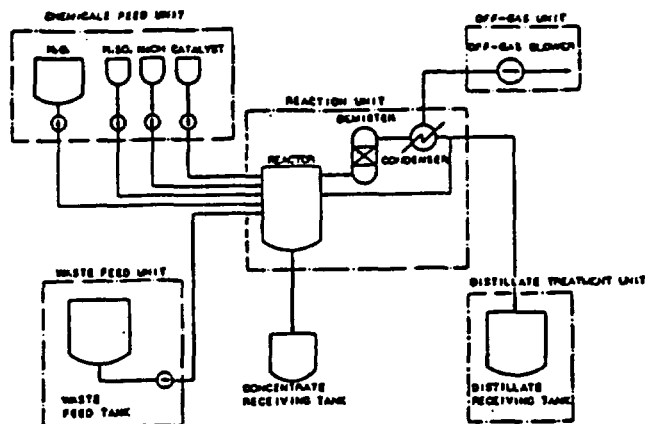 CHEMICALS FEED UNIT
H₂O₂ H₂SO₄ NaOH CATALYST
OFF-GAS UNIT
OFF-GAS BLOWER
REACTION UNIT
DEMISTER
REACTOR
CONDENSER
WASTE FEED UNIT
WASTE
FEED TANK
CONCENTRATE
RECEIVING TANK
DISTILLATE TREATMENT UNIT
DISTILLATE
RECEIVING TANK